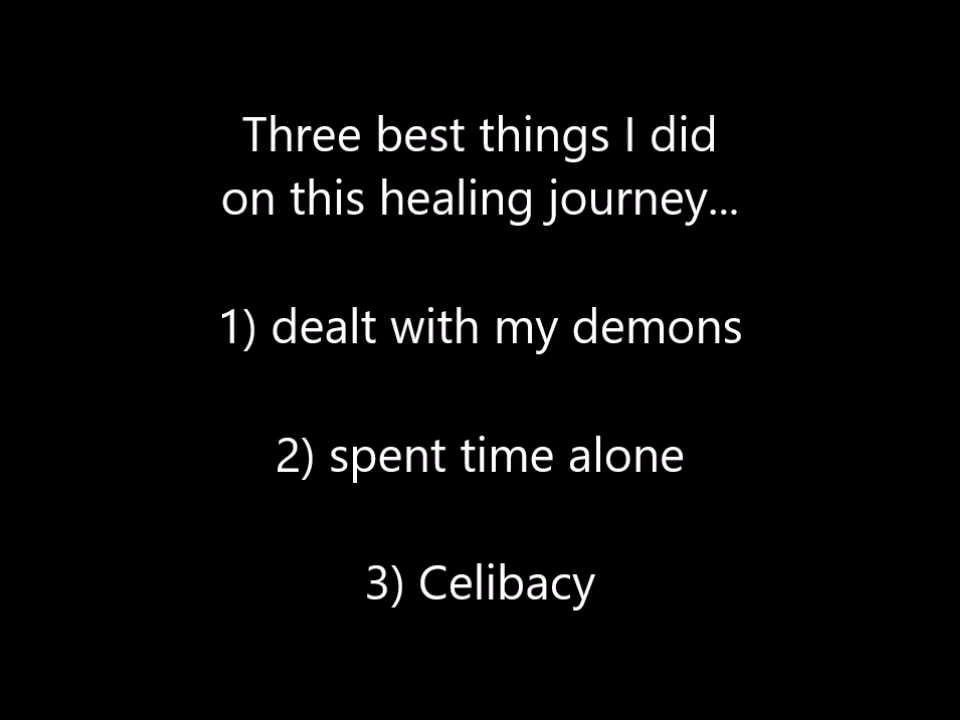 Three best things I did
on this healing journey...
1) dealt with my demons
2) spent time alone
3) Celibacy